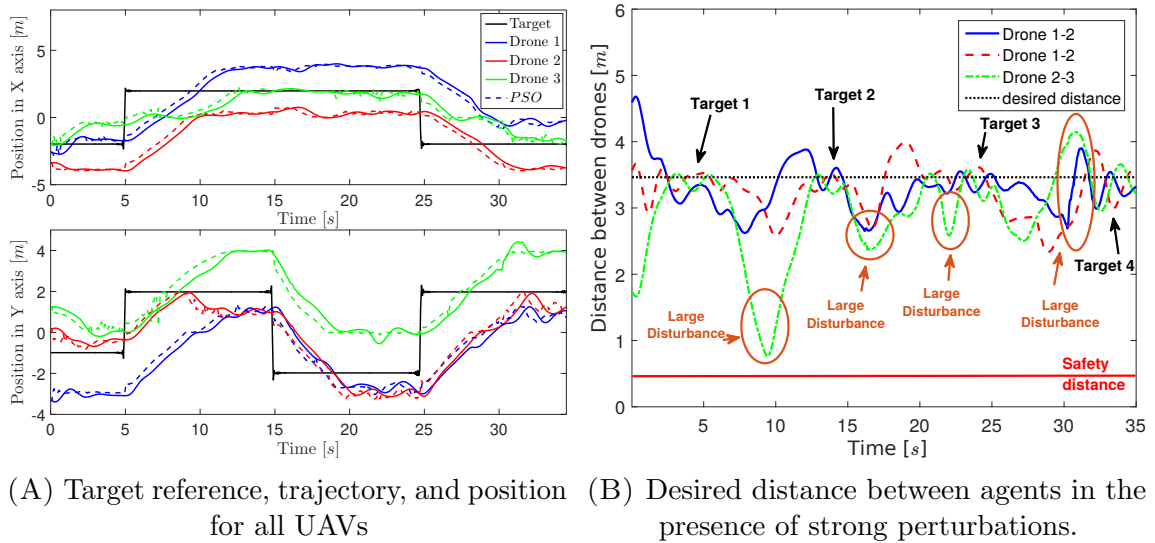 Target
Drone 1
Drone 2
Drone 3
PSO
Position in X axis [m]
5
0
-5
0 5 10 15 20 25 30
Time [s]
Position in Y axis [m]
4
2
0
-2
-4
0 5 10 15 20 25 30
Time [s]
(A) Target reference, trajectory, and position
for all UAVs
Drone 1-2
Drone 1-2
Drone 2-3
desired distance
Distance between drones [m]
6
5
4
3
2
1
0
Target 1
Target 2
Target 3
Target 4
Large
Disturbance
Large
Disturbance
Large
Disturbance
Large
Disturbance
Safety
distance
5 10 15 20 25 30 35
Time [s]
(B) Desired distance between agents in the
presence of strong perturbations.